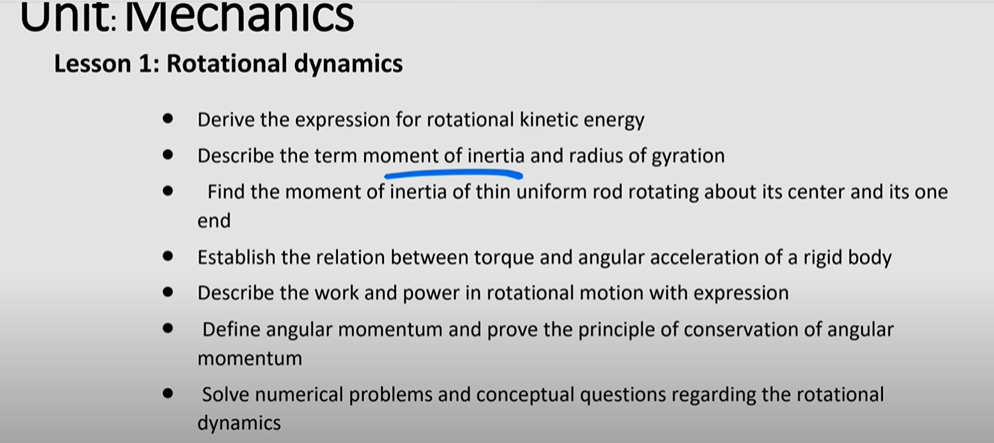 Unit: Mechanics
Lesson 1: Rotational dynamics
● Derive the expression for rotational kinetic energy
● Describe the term moment of inertia and radius of gyration
● Find the moment of inertia of thin uniform rod rotating about its center and its one
end
● Establish the relation between torque and angular acceleration of a rigid body
● Describe the work and power in rotational motion with expression
● Define angular momentum and prove the principle of conservation of angular
momentum
● Solve numerical problems and conceptual questions regarding the rotational
dynamics